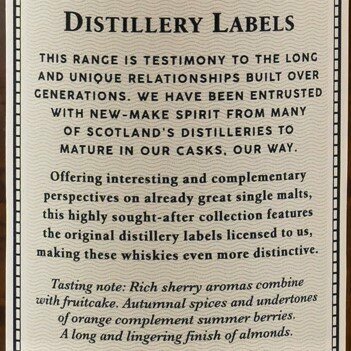 DISTILLERY LABELS
THIS RANGE IS TESTIMONY TO THE LONG
AND UNIQUE RELATIONSHIPS BUILT OVER
GENERATIONS. WE HAVE BEEN ENTRUSTED
WITH NEW-MAKE SPIRIT FROM MANY
OF SCOTLAND'S DISTILLERIES TO
MATURE IN OUR CASKS, OUR WAY.
Offering interesting and complementary
perspectives on already great single malts,
this highly sought-after collection features
the original distillery labels licensed to us,
making these whiskies even more distinctive.
Tasting note: Rich sherry aromas combine
with fruitcake. Autumnal spices and undertones
of orange complement summer berries.
A long and lingering finish of almonds.